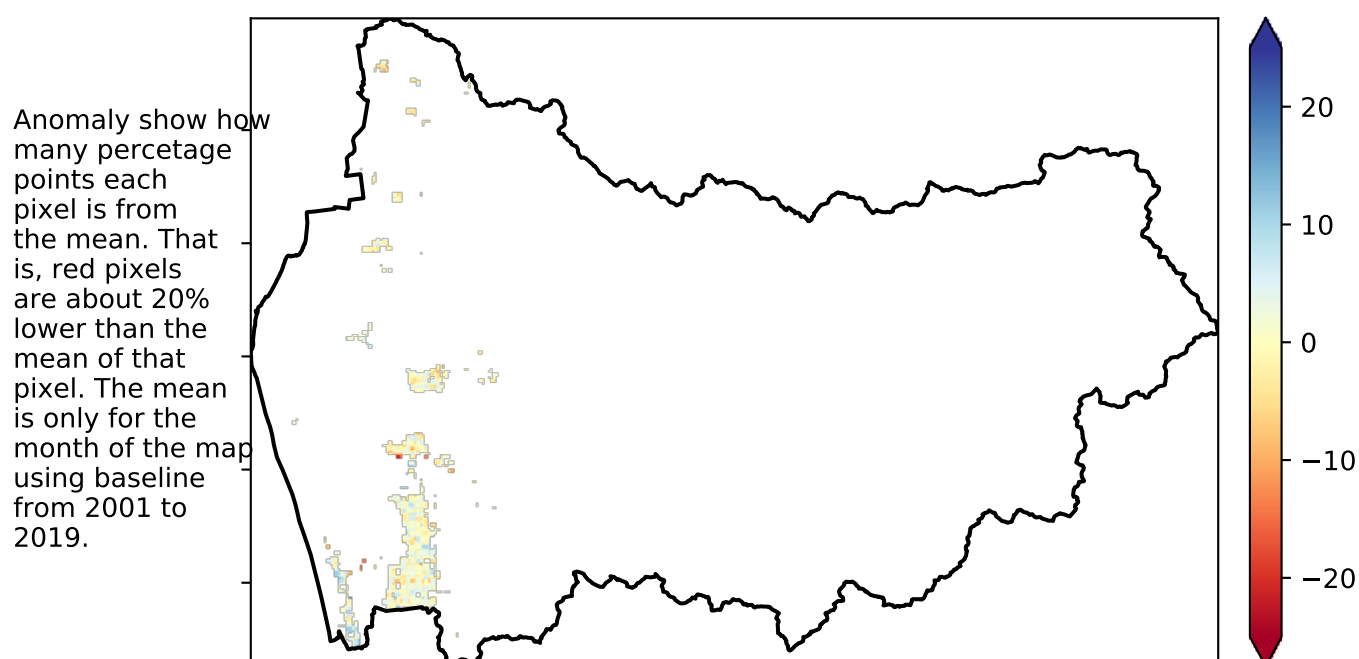 Anomaly show how
many percetage
points each
pixel is from
the mean. That
is, red pixels
are about 20%
lower than the
mean of that
pixel. The mean
is only for the
month of the map
using baseline
from 2001 to
2019.
20
10
0
−10
−20